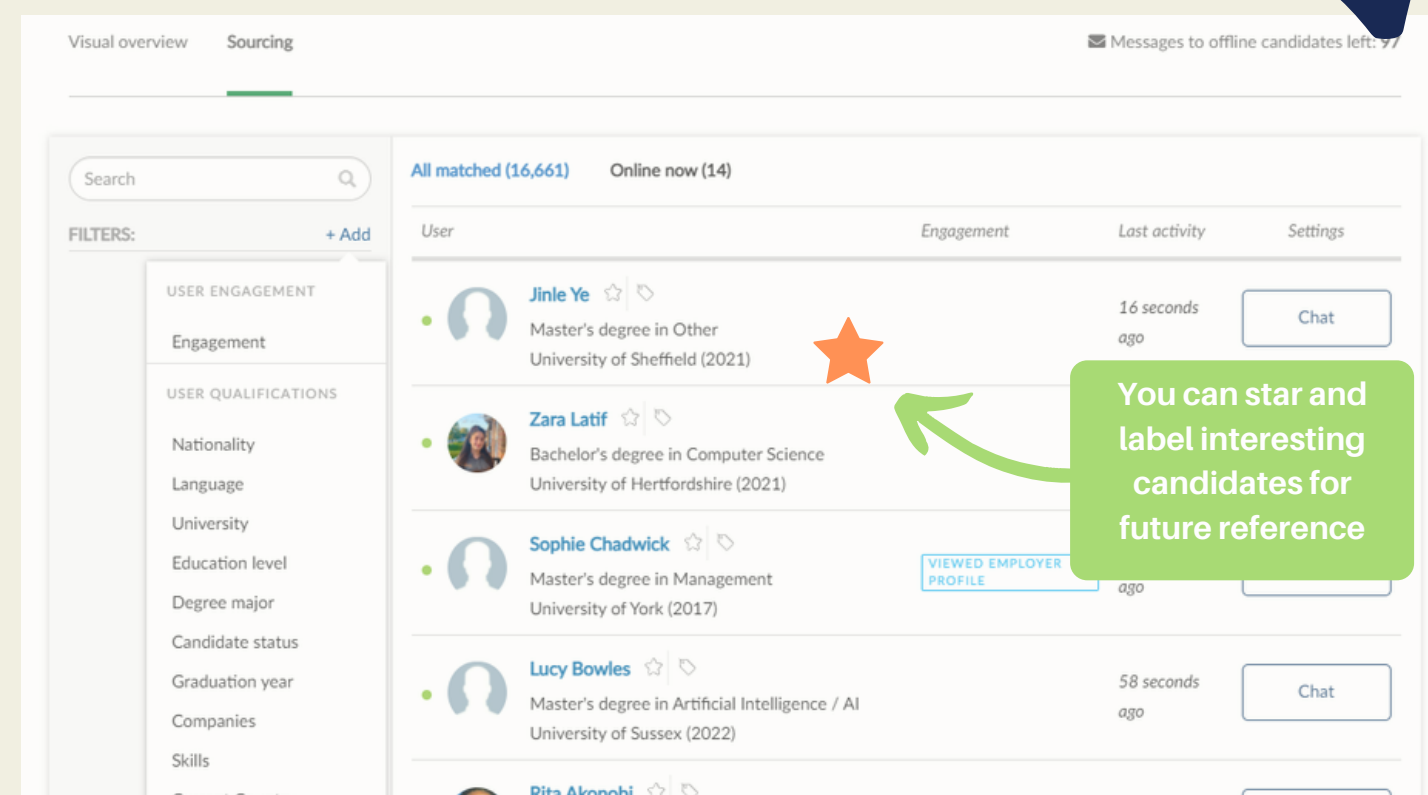 Visual overview
Sourcing
Messages to offline candidates left: 97
Search
FILTERS:
+ Add
USER ENGAGEMENT
Engagement
USER QUALIFICATIONS
Nationality
Language
University
Education level
Degree major
Candidate status
Graduation year
Companies
Skills
All matched (16,661)
Online now (14)
User
Engagement
Last activity
Settings
Jinle Ye
Master's degree in Other
University of Sheffield (2021)
16 seconds
ago
Chat
Zara Latif
Bachelor's degree in Computer Science
University of Hertfordshire (2021)
You can star and
label interesting
candidates for
future reference
Sophie Chadwick
Master's degree in Management
University of York (2017)
VIEWED EMPLOYER
PROFILE
ago
Lucy Bowles
Master's degree in Artificial Intelligence / AI
University of Sussex (2022)
58 seconds
ago
Chat
Rita Akonobi